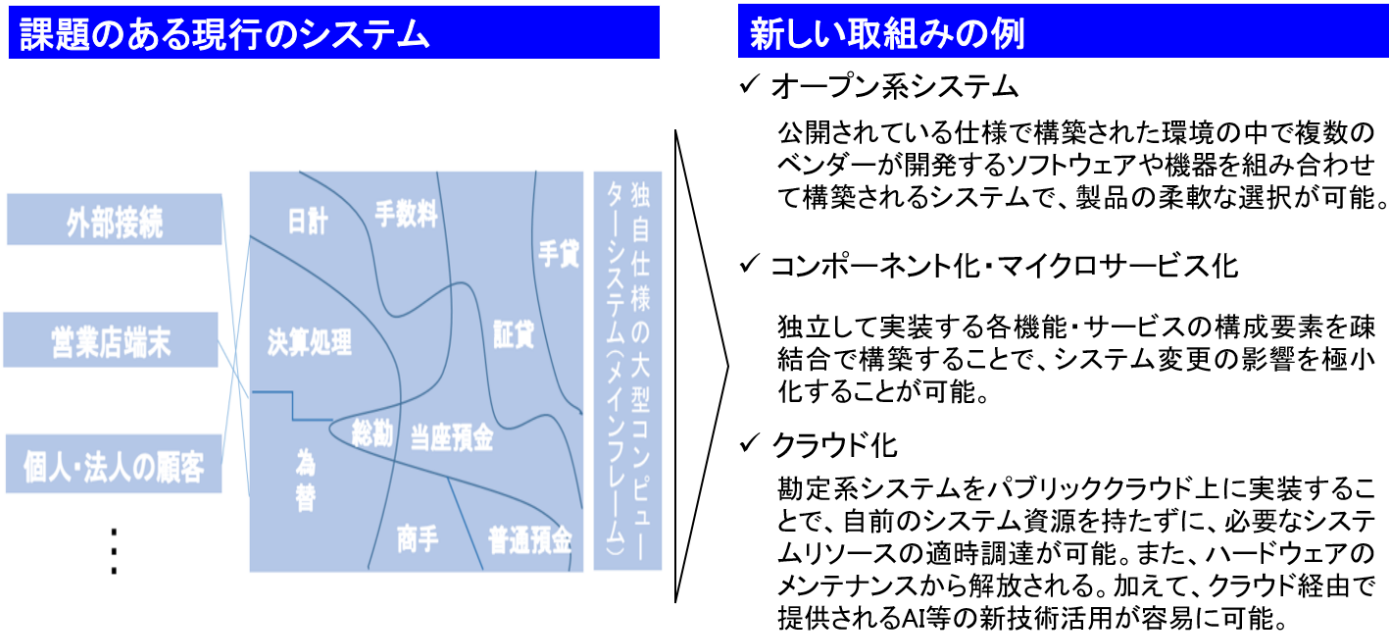 課題のある現行のシステム
外部接続
営業店端末
個人・法人の顧客
日計
手数料
手貸
決算処理
証貸
総勘
当座預金
為替
商手
普通預金
独自仕様の大型コンピュー
ターシステム(メインフレーム)
新しい取組みの例
✓ オープン系システム
公開されている仕様で構築された環境の中で複数の
ベンダーが開発するソフトウェアや機器を組み合わせ
て構築されるシステムで、製品の柔軟な選択が可能。
✓ コンポーネント化・マイクロサービス化
独立して実装する各機能・サービスの構成要素を疎
結合で構築することで、システム変更の影響を極小
化することが可能。
✓ クラウド化
勘定系システムをパブリッククラウド上に実装するこ
とで、自前のシステム資源を持たずに、必要なシステ
ムリソースの適時調達が可能。また、ハードウェアの
メンテナンスから解放される。加えて、クラウド経由で
提供されるAI等の新技術活用が容易に可能。